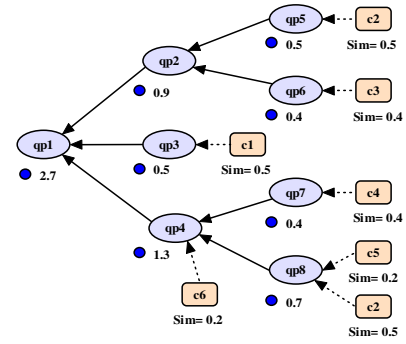 qp5
c2
0.5
Sim= 0.5
qp2
0.9
qp6
c3
0.4
Sim= 0.4
qp1
2.7
qp3
c1
0.5
Sim= 0.5
qp7
c4
0.4
Sim= 0.4
qp4
1.3
c5
Sim= 0.2
qp8
0.7
c6
Sim= 0.2
c2
Sim= 0.5